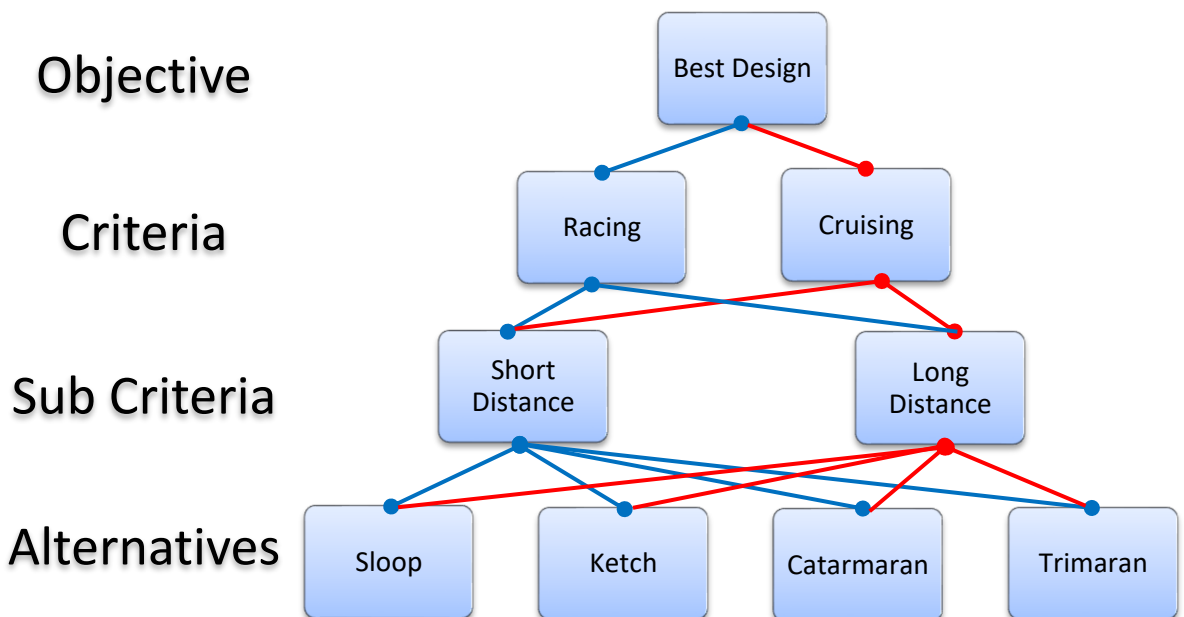 Objective
Best Design
Criteria
Racing
Cruising
Sub Criteria
Short
Distance
Long
Distance
Alternatives
Sloop
Ketch
Catarmaran
Trimaran